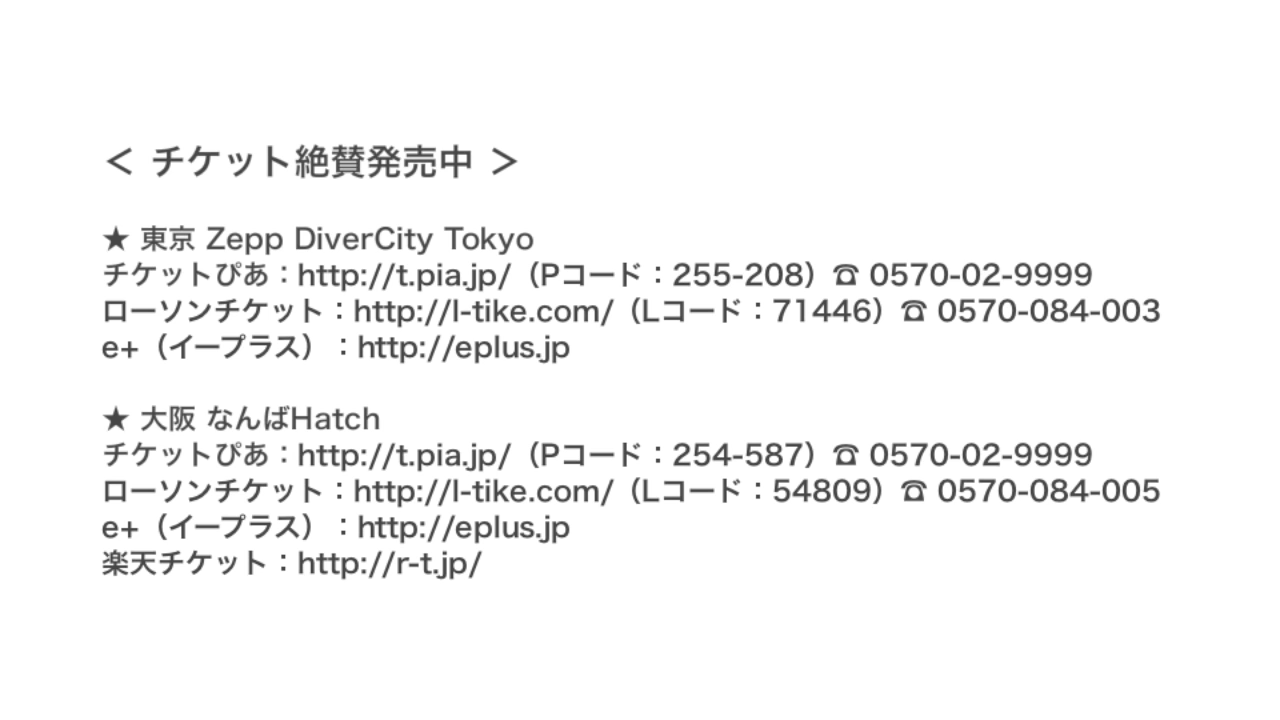 ＜ チケット絶賛発売中 ＞
★ 東京 Zepp DiverCity Tokyo
チケットぴあ：http://t.pia.jp/（Pコード：255-208）☎ 0570-02-9999
ローソンチケット：http://l-tike.com/（Lコード：71446）☎ 0570-084-003
e+（イープラス）：http://eplus.jp
★ 大阪 なんばHatch
チケットぴあ：http://t.pia.jp/（Pコード：254-587）☎ 0570-02-9999
ローソンチケット：http://l-tike.com/（Lコード：54809）☎ 0570-084-005
e+（イープラス）：http://eplus.jp
楽天チケット：http://r-t.jp/